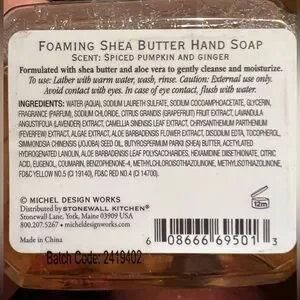 FOAMING SHEA BUTTER HAND SOAP
SCENT: SPICED PUMPKIN AND GINGER
Formulated with shea butter and aloe vera to gently cleanse and moisturize.
To use: Lather with warm water, wash, rinse. Caution: External use only.
Avoid contact with eyes. In case of eye contact, flush with water.
INGREDIENTS: WATER (AQUA), SODIUM LAURETH SULFATE, SODIUM COCOAMPHOACETATE, GLYCERIN,
FRAGRANCE (PARFUM), SODIUM CHLORIDE, CITRUS GRANDIS (GRAPEFRUIT) FRUIT EXTRACT, LAVANDULA
ANGUSTIFOLIA (LAVENDER) EXTRACT, CAMELLIA SINENSIS LEAF EXTRACT, CHRYSANTHEMUM PARTHENIUM
(FEVERFEW) EXTRACT, ALGAE EXTRACT, ALOE BARBADENSIS FLOWER EXTRACT, DISODIUM EDTA, TOCOPHEROL,
SIMMONDSIA CHINENSIS (JOJOBA) SEED OIL, BUTYROSPERMUM PARKII (SHEA BUTTER), ACETYLATED
HYDROGENATED LANOLIN, ALOE BARBADENSIS LEAF POLYSACCHARIDES, HEXAMIDINE DIISETHIONATE, CITRIC
ACID, EUGENOL, COUMARIN, BENZOPHENONE-4, METHYLCHLOROISOTHIAZOLINONE, METHYLISOTHIAZOLINONE,
FD&C YELLOW NO.5 (CI 19140), FD&C RED NO.4 (CI 14700).
© MICHEL DESIGN WORKS
Distributed by STONEWALL KITCHEN®
Stonewall Lane, York, Maine 03909 USA
800.207.5267 • micheldesignworks.com
Made in China
12m
6 08666 69501 3
Batch Code: 2419402